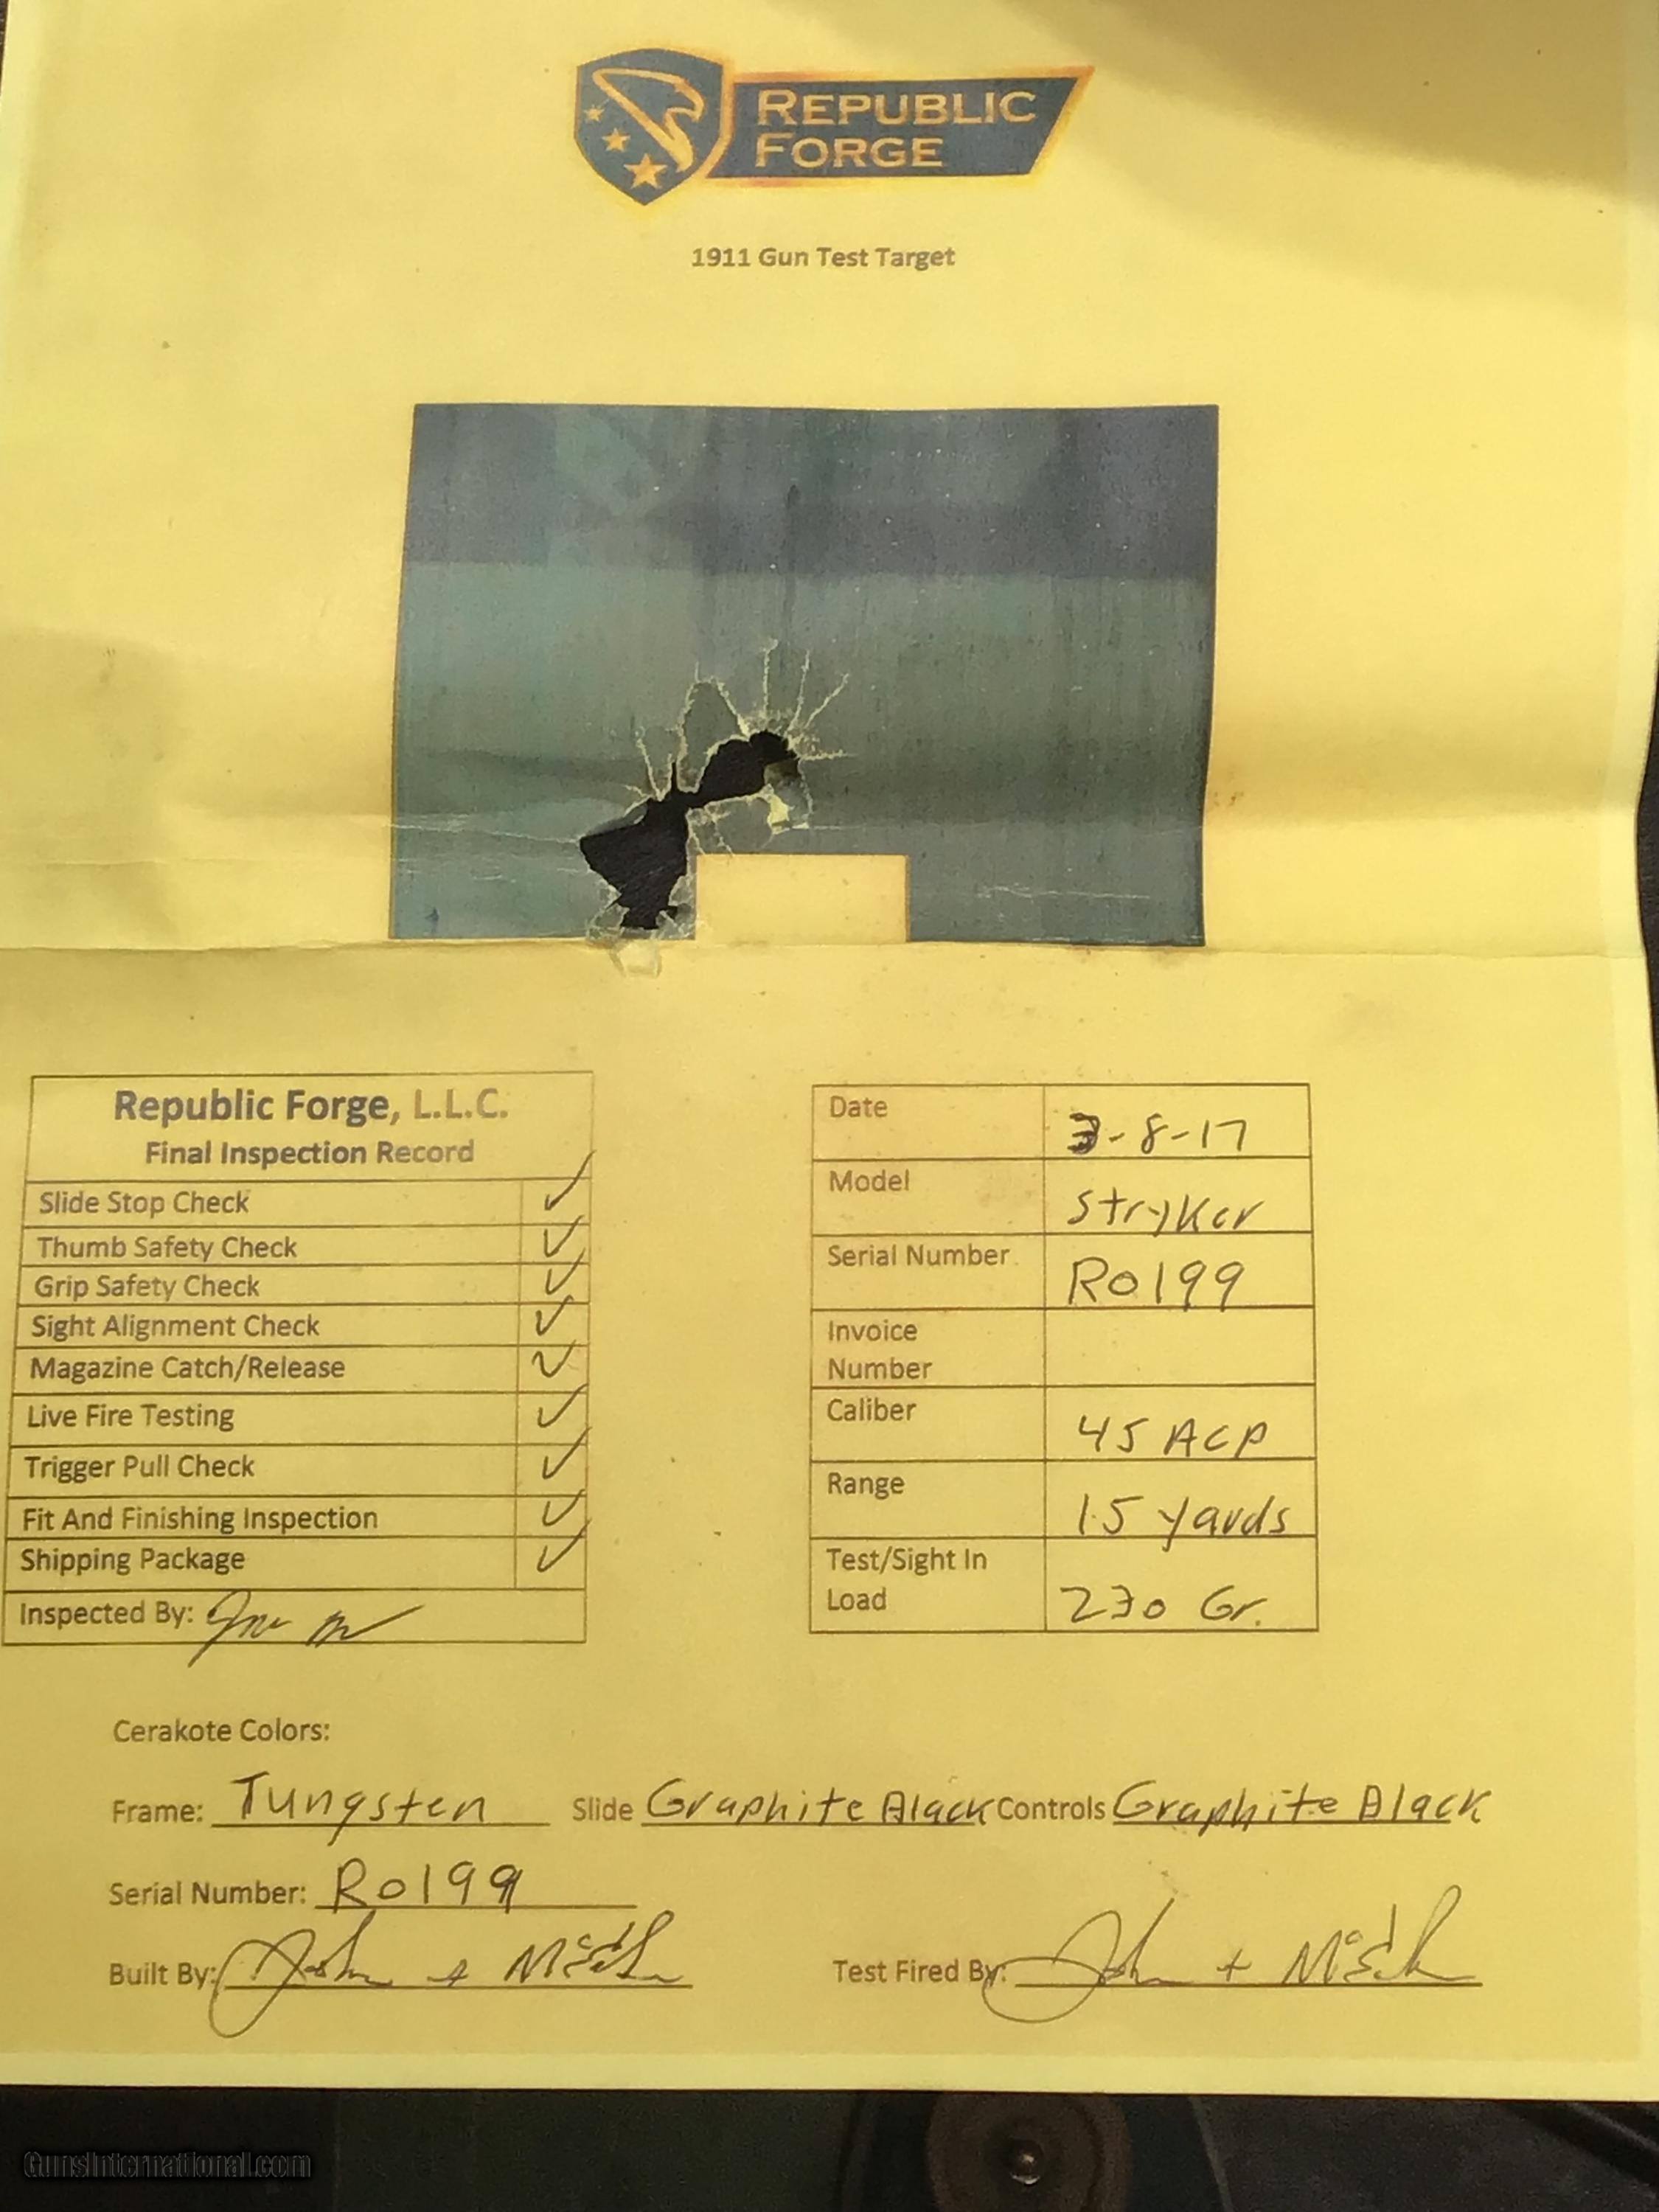 REPUBLIC
FORGE
1911 Gun Test Target
Republic Forge, L.L.C.
Final Inspection Record
Slide Stop Check ✓
Thumb Safety Check ✓
Grip Safety Check ✓
Sight Alignment Check ✓
Magazine Catch/Release ✓
Live Fire Testing ✓
Trigger Pull Check ✓
Fit And Finishing Inspection ✓
Shipping Package ✓
Inspected By:
Date 3-8-17
Model Stryker
Serial Number R0199
Invoice
Number
Caliber 45 ACP
Range 15 yards
Test/Sight In
Load 230 Gr.
Cerakote Colors:
Frame: Tungsten Slide Graphite Black Controls Graphite Black
Serial Number: R0199
Built By: John Test Fired By: John
GunsInternational.com